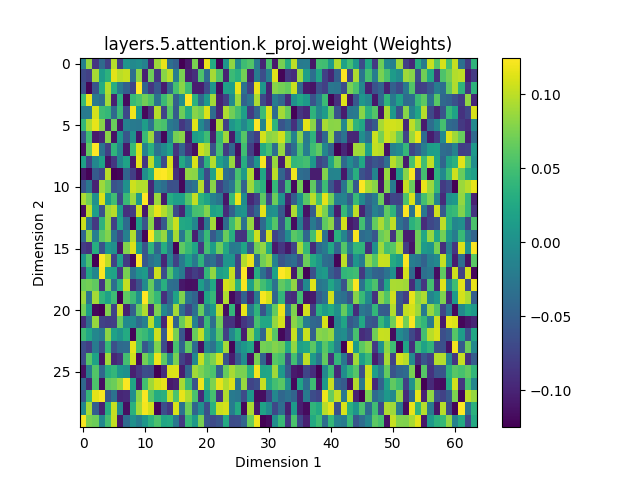 layers.5.attention.k_proj.weight (Weights)
0
5
10
15
20
25
Dimension 2
0 10 20 30 40 50 60
Dimension 1
0.10
0.05
0.00
−0.05
−0.10